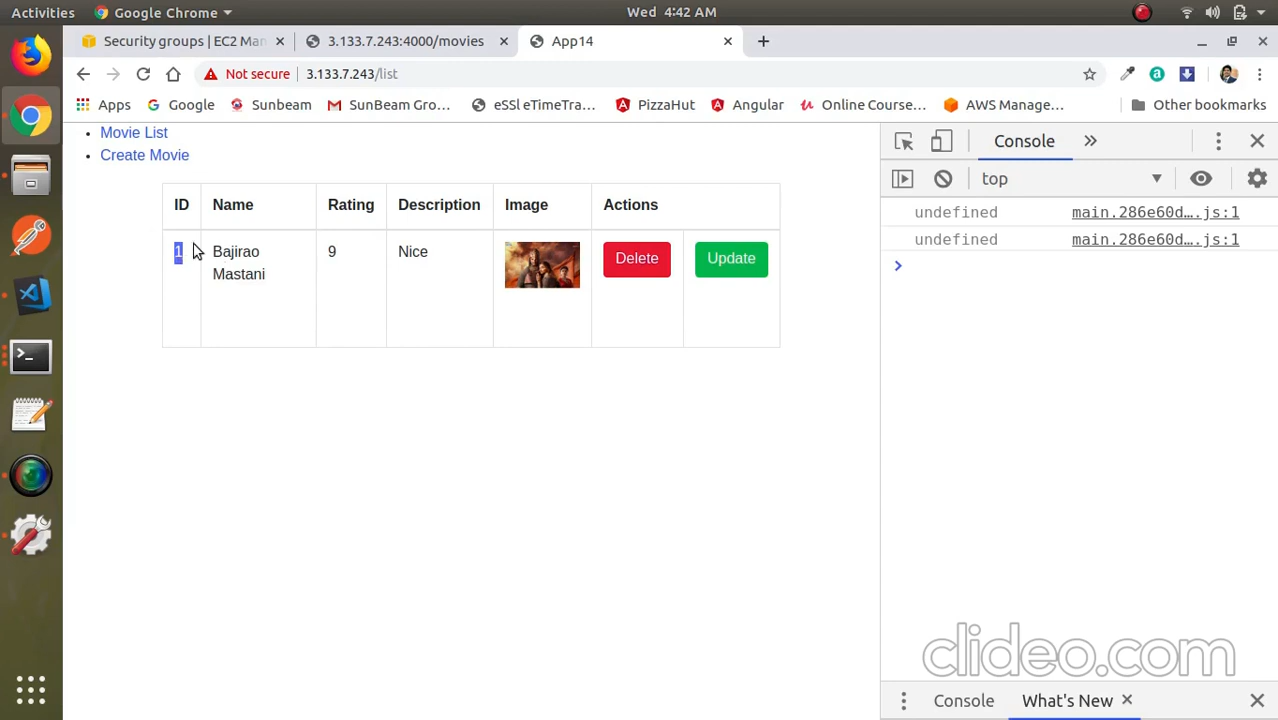 Activities Google Chrome Wed 4:42 AM
Security groups | EC2 Man 3.133.7.243:4000/movies App14
Not secure 3.133.7.243/list
Apps Google Sunbeam SunBeam Gro... eSSl eTimeTra... PizzaHut Angular Online Course... AWS Manage... Other bookmarks
Movie List
Create Movie
ID Name Rating Description Image Actions
1 Bajirao 9 Nice Delete Update
Mastani
Console
top
undefined main.286e60d….js:1
undefined main.286e60d….js:1
clideo.com
Console What's New